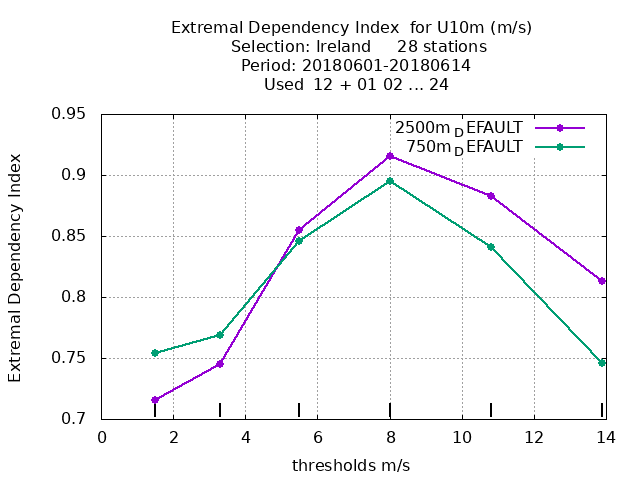 Extremal Dependency Index  for U10m (m/s)
Selection: Ireland     28 stations
Period: 20180601-20180614
Used  12 + 01 02 ... 24
2500m_DEFAULT
750m_DEFAULT
Extremal Dependency Index
0.95
0.9
0.85
0.8
0.75
0.7
0 2 4 6 8 10 12 14
thresholds m/s